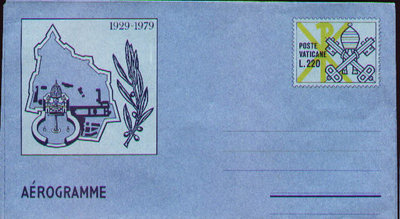 1929-1979
POSTE
VATICANE
L. 220
AÉROGRAMME